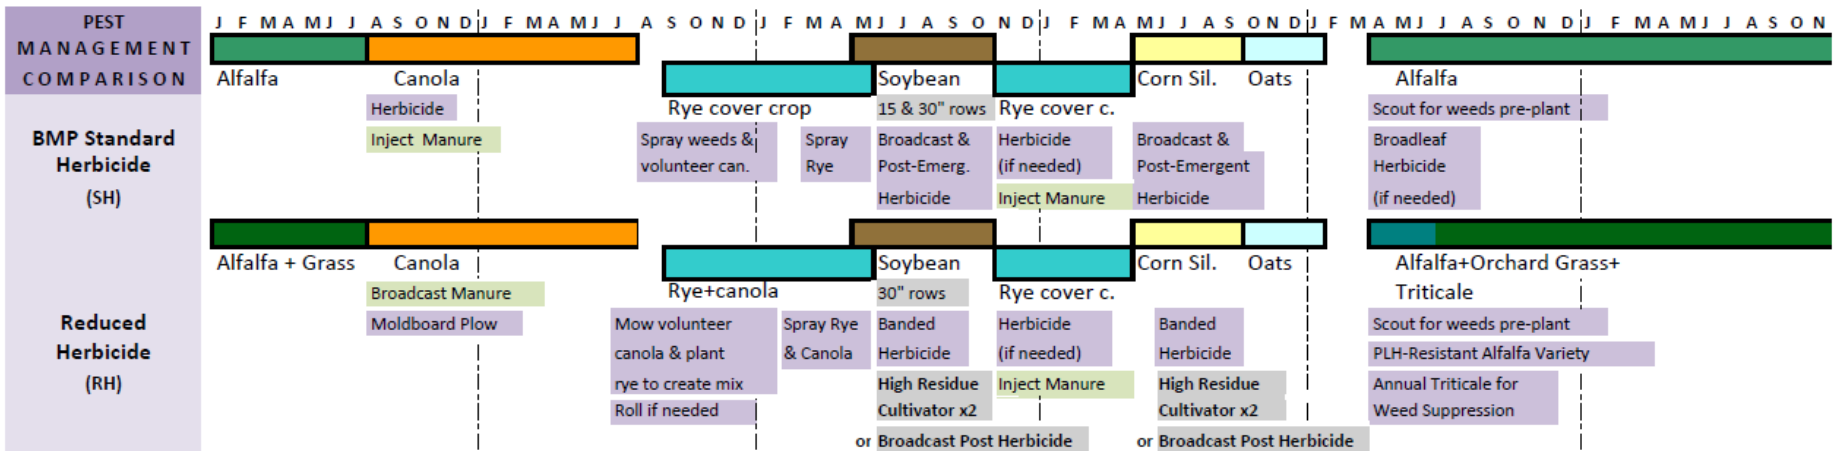 PEST MANAGEMENT COMPARISON
J F M A M J J A S O N D J F M A M J J A S O N D J F M A M J J A S O N D J F M A M J J A S O N D J F M A M J J A S O N D J F M A M J J A S O N
Alfalfa Canola Rye cover crop Soybean Rye cover c. Corn Sil. Oats Alfalfa
BMP Standard
Herbicide
(SH)
Herbicide
Inject Manure
Spray weeds &
volunteer can.
Spray
Rye
15 & 30" rows
Broadcast &
Post-Emerg.
Herbicide
Herbicide
(if needed)
Inject Manure
Broadcast &
Post-Emergent
Herbicide
Scout for weeds pre-plant
Broadleaf
Herbicide
(if needed)
Alfalfa + Grass Canola Rye+canola Soybean Rye cover c. Corn Sil. Oats Alfalfa+Orchard Grass+
Triticale
Reduced
Herbicide
(RH)
Broadcast Manure
Moldboard Plow
Mow volunteer
canola & plant
rye to create mix
Roll if needed
Spray Rye
& Canola
30" rows
Banded
Herbicide
High Residue
Cultivator x2
or Broadcast Post Herbicide
Herbicide
(if needed)
Inject Manure
Banded
Herbicide
High Residue
Cultivator x2
or Broadcast Post Herbicide
Scout for weeds pre-plant
PLH-Resistant Alfalfa Variety
Annual Triticale for
Weed Suppression